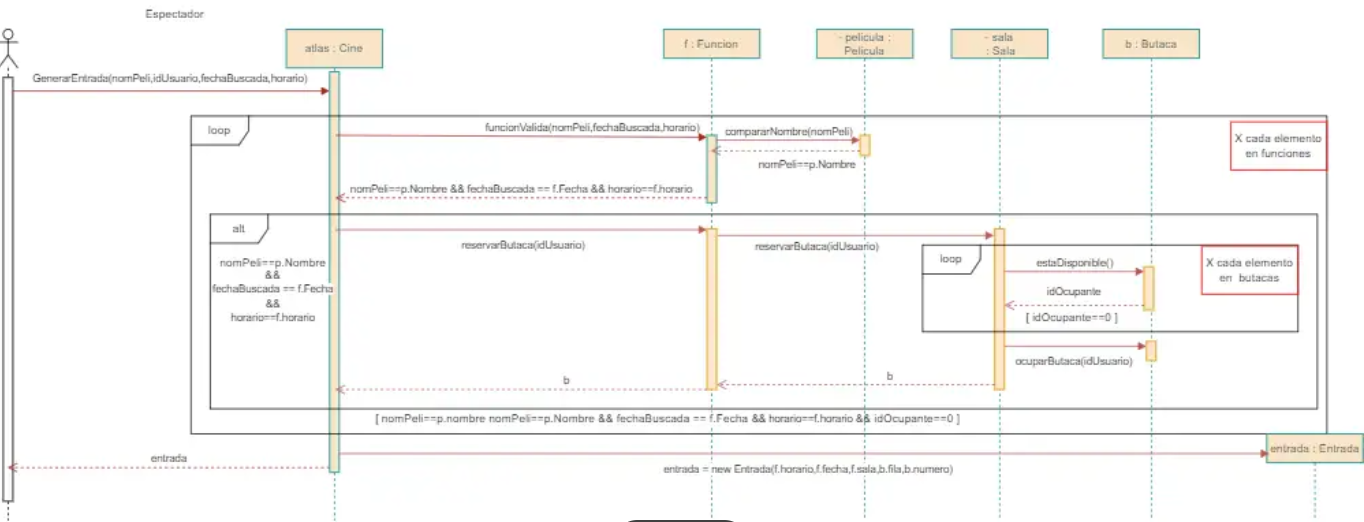 Espectador
atlas : Cine
f : Funcion
- pelicula :
Pelicula
- sala
: Sala
b : Butaca
GenerarEntrada(nomPeli,idUsuario,fechaBuscada,horario)
loop
funcionValida(nomPeli,fechaBuscada,horario)
compararNombre(nomPeli)
X cada elemento
en funciones
nomPeli==p.Nombre
nomPeli==p.Nombre && fechaBuscada == f.Fecha && horario==f.horario
alt
reservarButaca(idUsuario)
reservarButaca(idUsuario)
loop
estaDisponible()
X cada elemento
en butacas
nomPeli==p.Nombre
&&
fechaBuscada == f.Fecha
&&
horario==f.horario
idOcupante
[ idOcupante==0 ]
ocuparButaca(idUsuario)
b
b
[ nomPeli==p.nombre nomPeli==p.Nombre && fechaBuscada == f.Fecha && horario==f.horario && idOcupante==0 ]
entrada : Entrada
entrada
entrada = new Entrada(f.horario,f.fecha,f.sala,b.fila,b.numero)